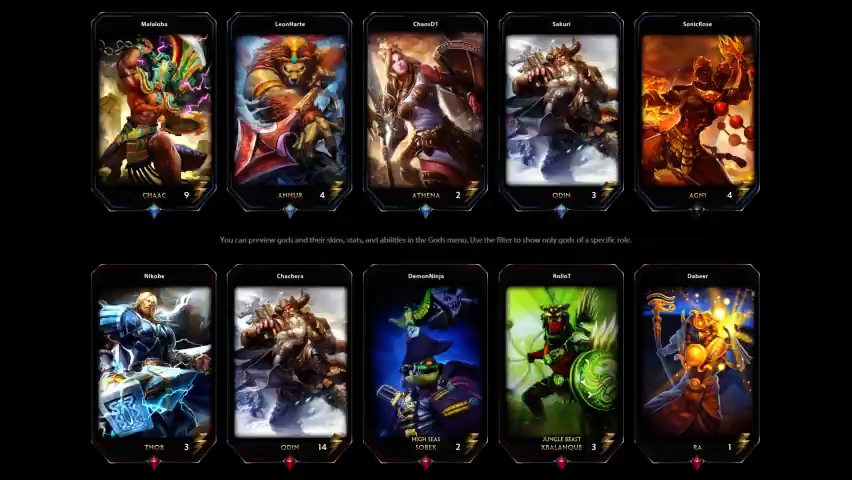 Malaloba
LeonHarte
ChaosD1
Sakuri
SonicRose
CHAAC 9
ANHUR 4
ATHENA 2
ODIN 3
AGNI 4
You can preview gods and their skins, stats, and abilities in the Gods menu. Use the filter to show only gods of a specific role.
Nikobe
Chachera
DemonNinja
RolloT
Dabeer
THOR 3
ODIN 14
HIGH SEAS
SOBEK 2
JUNGLE BEAST
XBALANQUE 3
RA 1